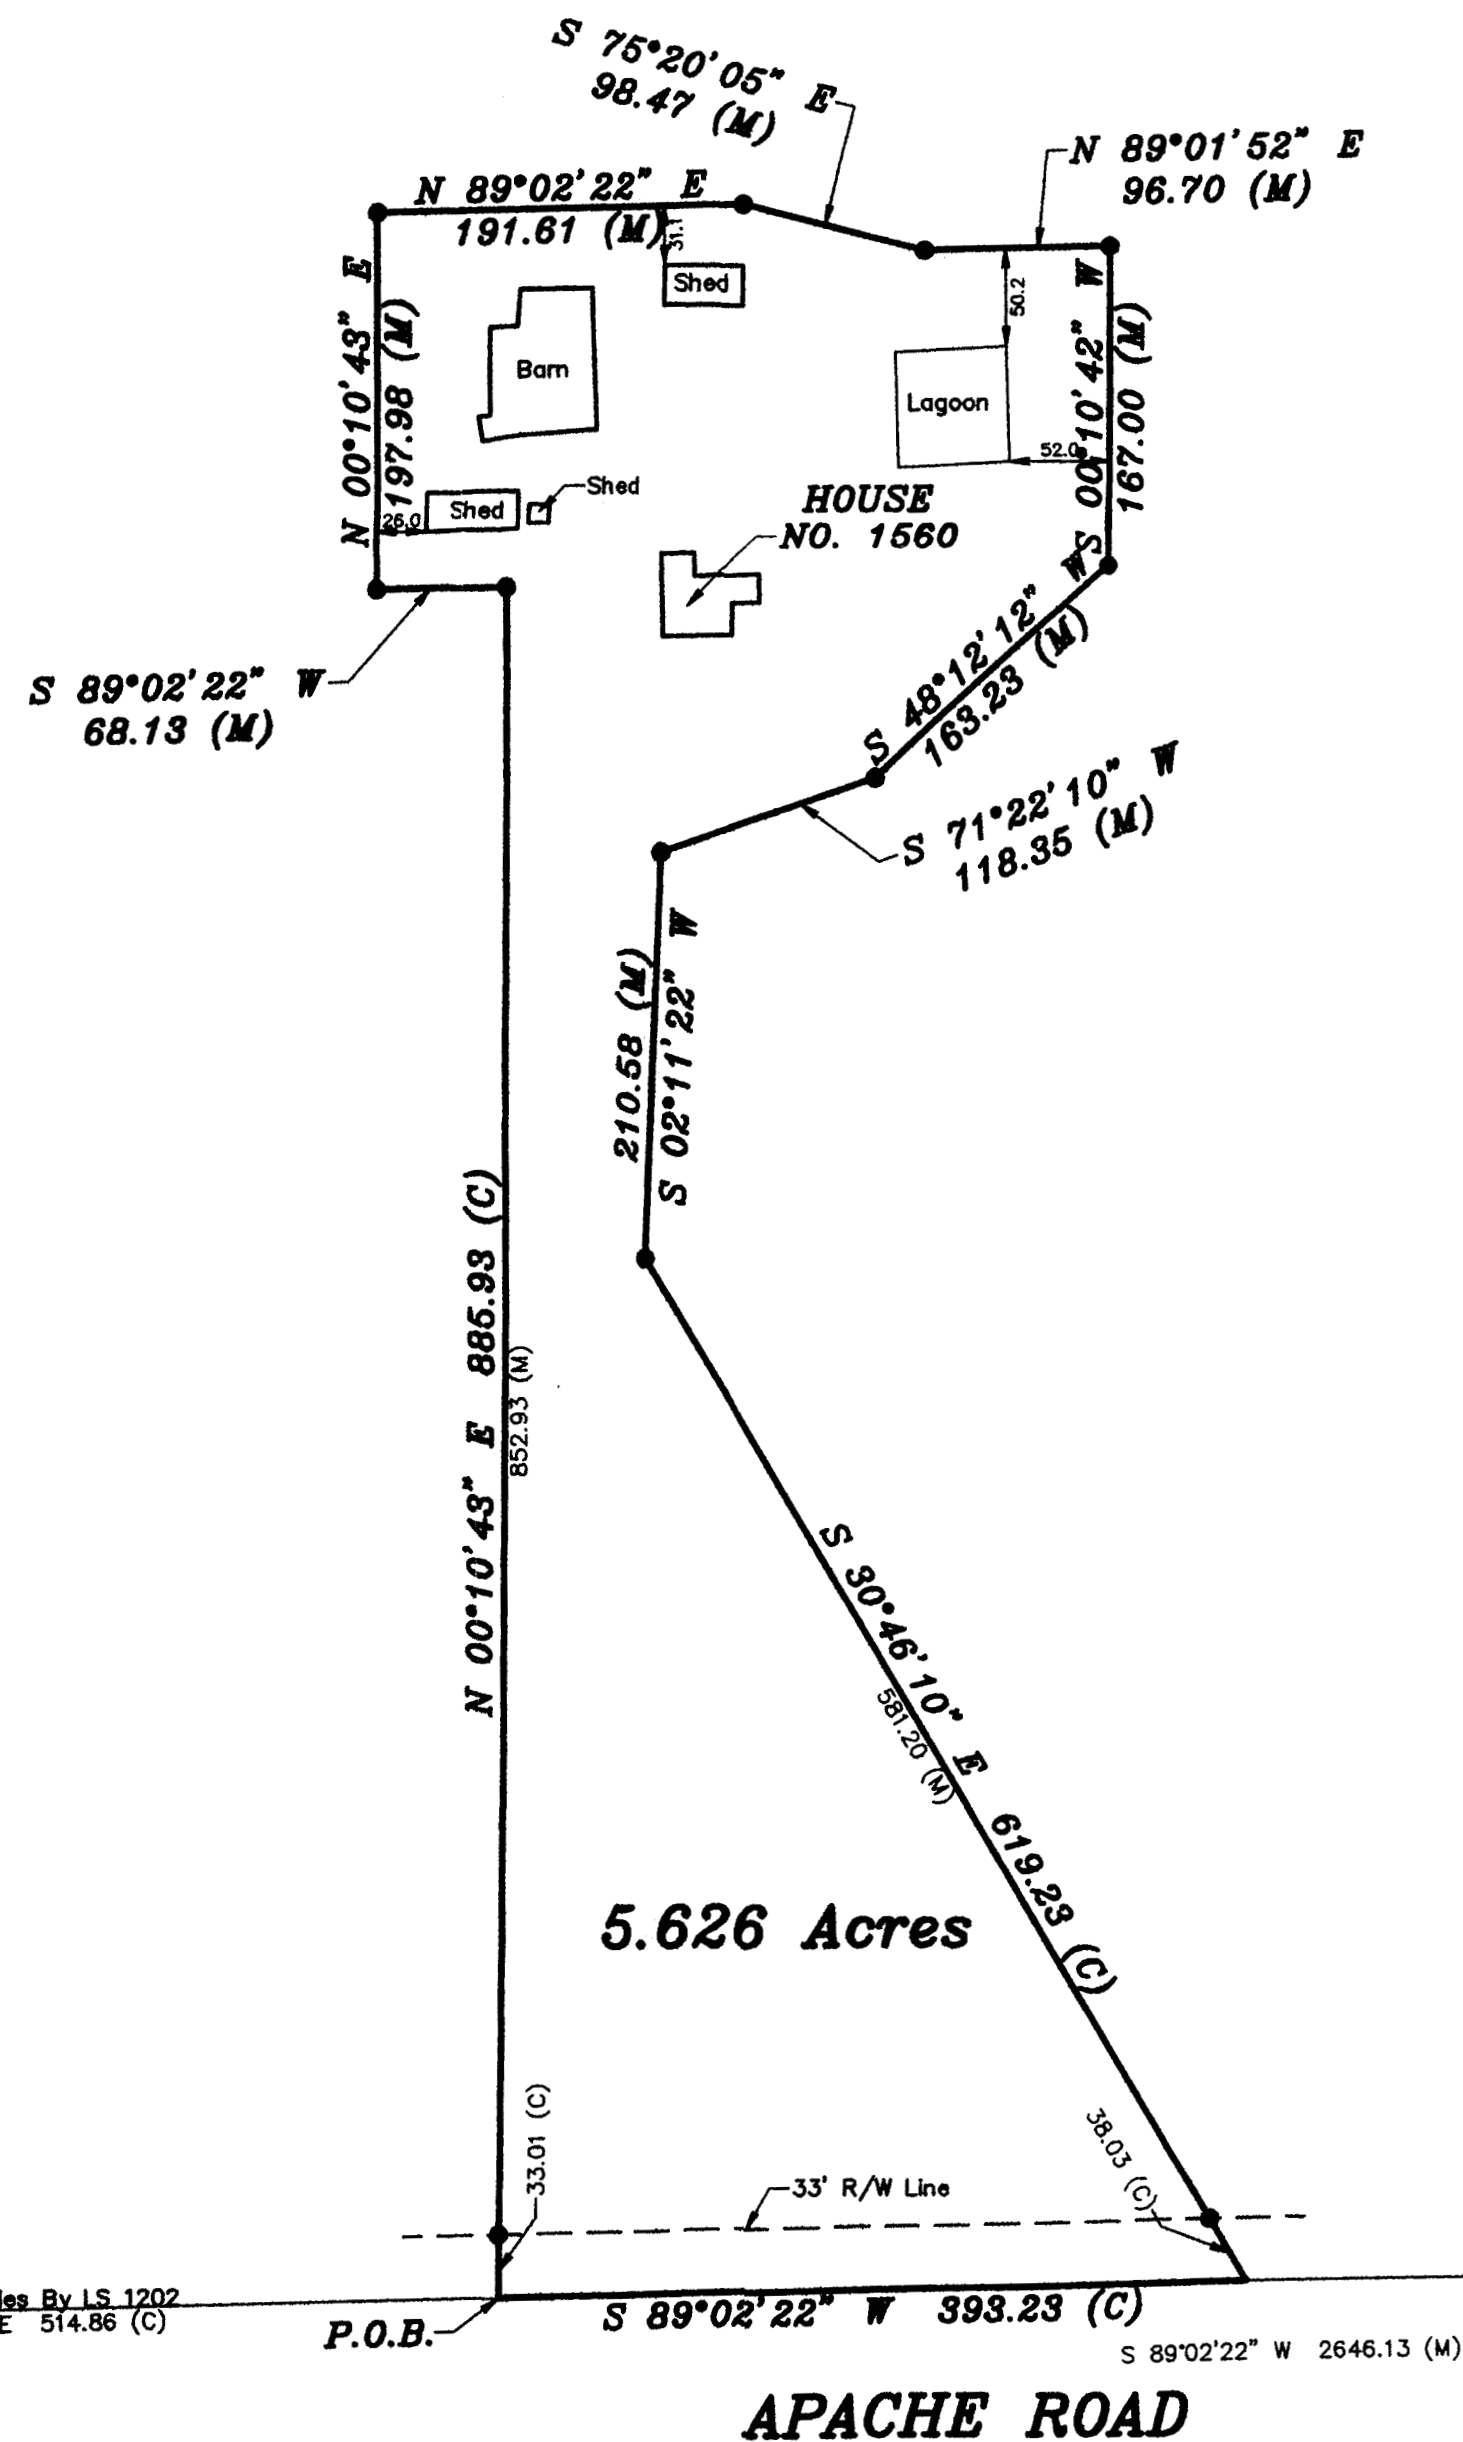 S 75°20'05" E
98.47 (M)
N 89°01'52" E
96.70 (M)
N 89°02'22" E
191.61 (M)
31.1
Shed
N 00°10'43" E
197.98 (M)
Barn
50.2
Lagoon
52.0
S 00°10'42" W
167.00 (M)
Shed
26.0
Shed
HOUSE
NO. 1560
S 89°02'22" W
68.13 (M)
S 48°12'12" W
163.23 (M)
S 71°22'10" W
118.35 (M)
210.58 (M)
S 02°11'22" W
N 00°10'43" E 885.93 (C)
852.93 (M)
S 30°46'10" E 619.23 (C)
581.20 (M)
5.626 Acres
33.01 (C)
38.03 (C)
33' R/W Line
By LS 1202
E 514.86 (C)
P.O.B.
S 89°02'22" W 393.23 (C)
S 89°02'22" W 2646.13 (M)
APACHE ROAD